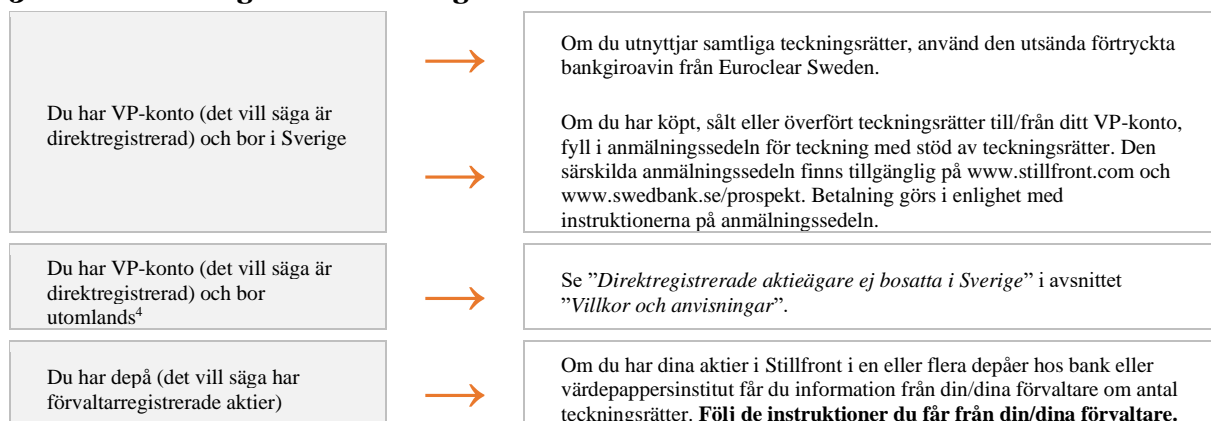 Om du utnyttjar samtliga teckningsrätter, använd den utsända förtryckta
bankgiroavin från Euroclear Sweden.
Du har VP-konto (det vill säga är
direktregistrerad) och bor i Sverige
Om du har köpt, sålt eller överfört teckningsrätter till/från ditt VP-konto,
fyll i anmälningssedeln för teckning med stöd av teckningsrätter. Den
särskilda anmälningssedeln finns tillgänglig på www.stillfront.com och
www.swedbank.se/prospekt. Betalning görs i enlighet med
instruktionerna på anmälningssedeln.
Du har VP-konto (det vill säga är
direktregistrerad) och bor
utomlands⁴
Se ”Direktregistrerade aktieägare ej bosatta i Sverige” i avsnittet
”Villkor och anvisningar”.
Du har depå (det vill säga har
förvaltarregistrerade aktier)
Om du har dina aktier i Stillfront i en eller flera depåer hos bank eller
värdepappersinstitut får du information från din/dina förvaltare om antal
teckningsrätter. Följ de instruktioner du får från din/dina förvaltare.